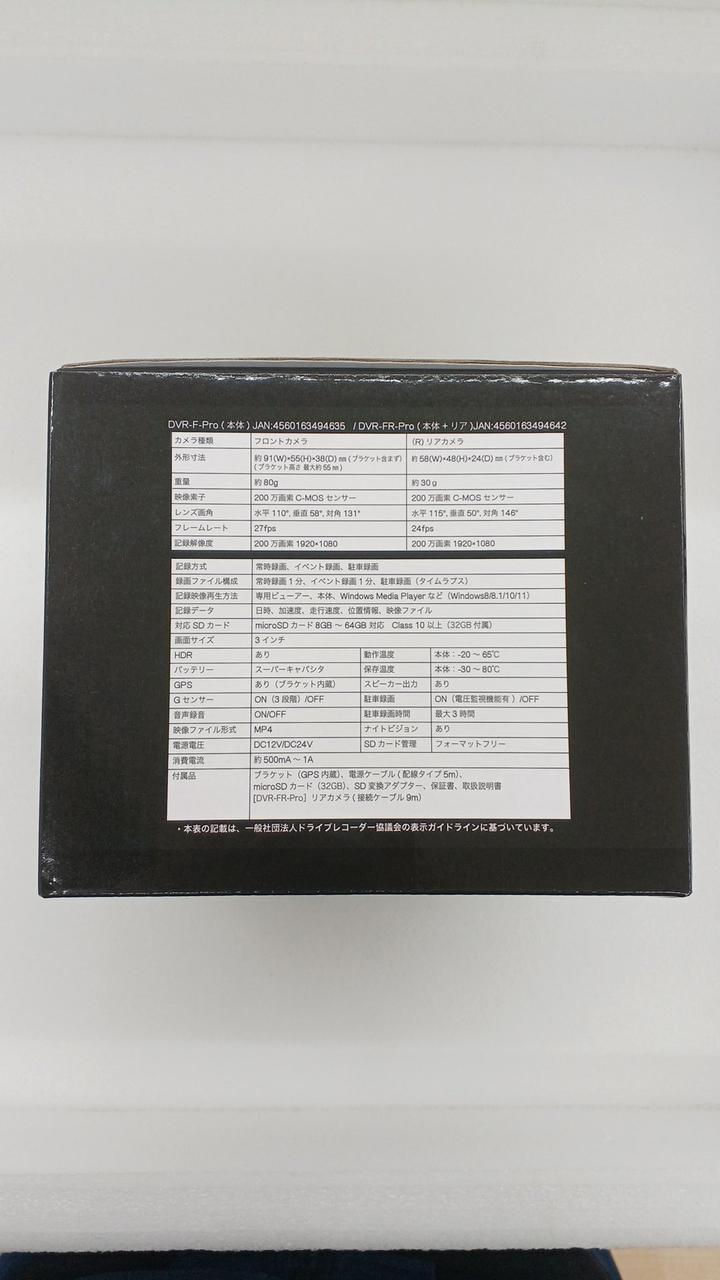 DVR-F-Pro ( 本体 ) JAN:4560163494635 / DVR-FR-Pro ( 本体 + リア )JAN:4560163494642
カメラ種類 フロントカメラ (R) リアカメラ
外形寸法 約 91(W)×55(H)×38(D) ㎜ ( ブラケット含まず) 約 58(W)×48(H)×24(D) ㎜ (ブラケット含む)
( ブラケット高さ 最大約 55 ㎜ )
重量 約 80g 約 30 g
映像素子 200 万画素 C-MOS センサー 200 万画素 C-MOS センサー
レンズ画角 水平 110°, 垂直 58°, 対角 131° 水平 115°, 垂直 50°, 対角 146°
フレームレート 27fps 24fps
記録解像度 200 万画素 1920×1080 200 万画素 1920×1080
記録方式 常時録画、イベント録画、駐車録画
録画ファイル構成 常時録画 1 分、イベント録画 1 分、駐車録画（タイムラプス）
記録映像再生方法 専用ビューアー、本体、Windows Media Player など（Windows8/8.1/10/11）
記録データ 日時、加速度、走行速度、位置情報、映像ファイル
対応 SD カード microSD カード 8GB ～ 64GB 対応 Class 10 以上（32GB 付属）
画面サイズ 3 インチ
HDR あり 動作温度 本体：-20 ～ 65℃
バッテリー スーパーキャパシタ 保存温度 本体：-30 ～ 80℃
GPS あり（ブラケット内蔵） スピーカー出力 あり
G センサー ON（3 段階）/OFF 駐車録画 ON（電圧監視機能有 ）/OFF
音声録音 ON/OFF 駐車録画時間 最大 3 時間
映像ファイル形式 MP4 ナイトビジョン あり
電源電圧 DC12V/DC24V SD カード管理 フォーマットフリー
消費電流 約 500mA ～ 1A
付属品 ブラケット（GPS 内蔵）、電源ケーブル ( 配線タイプ 5m）、
microSD カード（32GB）、SD 変換アダプター、保証書、取扱説明書
[DVR-FR-Pro] リアカメラ ( 接続ケーブル 9m）
・本表の記載は、一般社団法人ドライブレコーダー協議会の表示ガイドラインに基づいています。